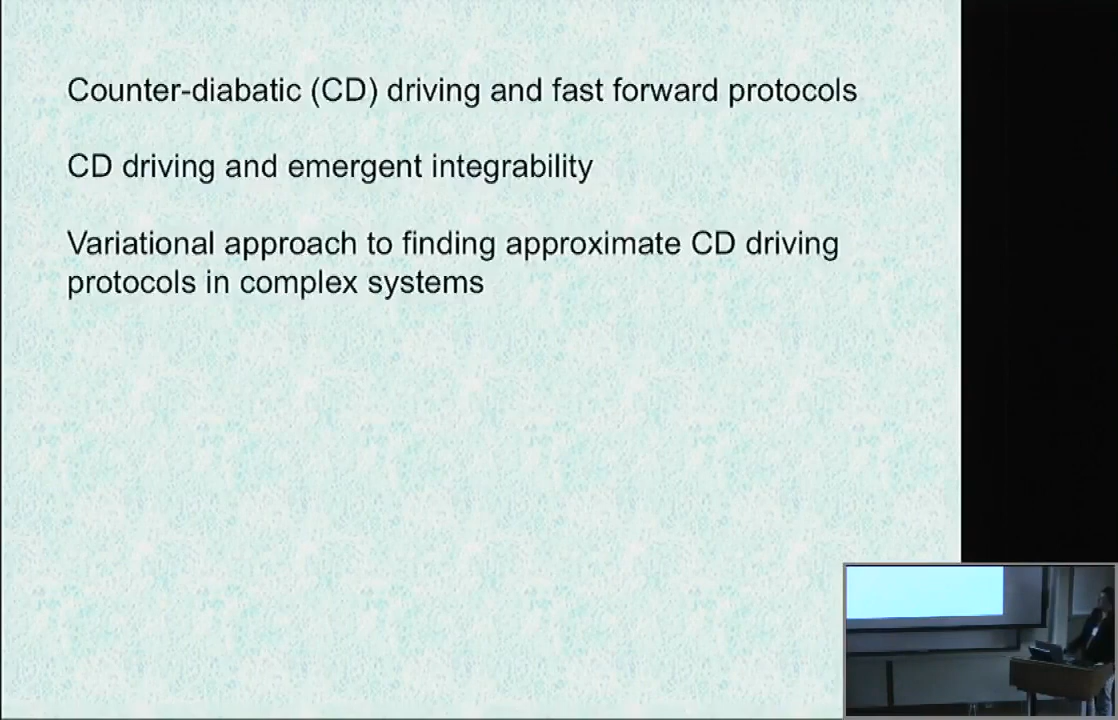 Counter-diabatic (CD) driving and fast forward protocols
CD driving and emergent integrability
Variational approach to finding approximate CD driving
protocols in complex systems